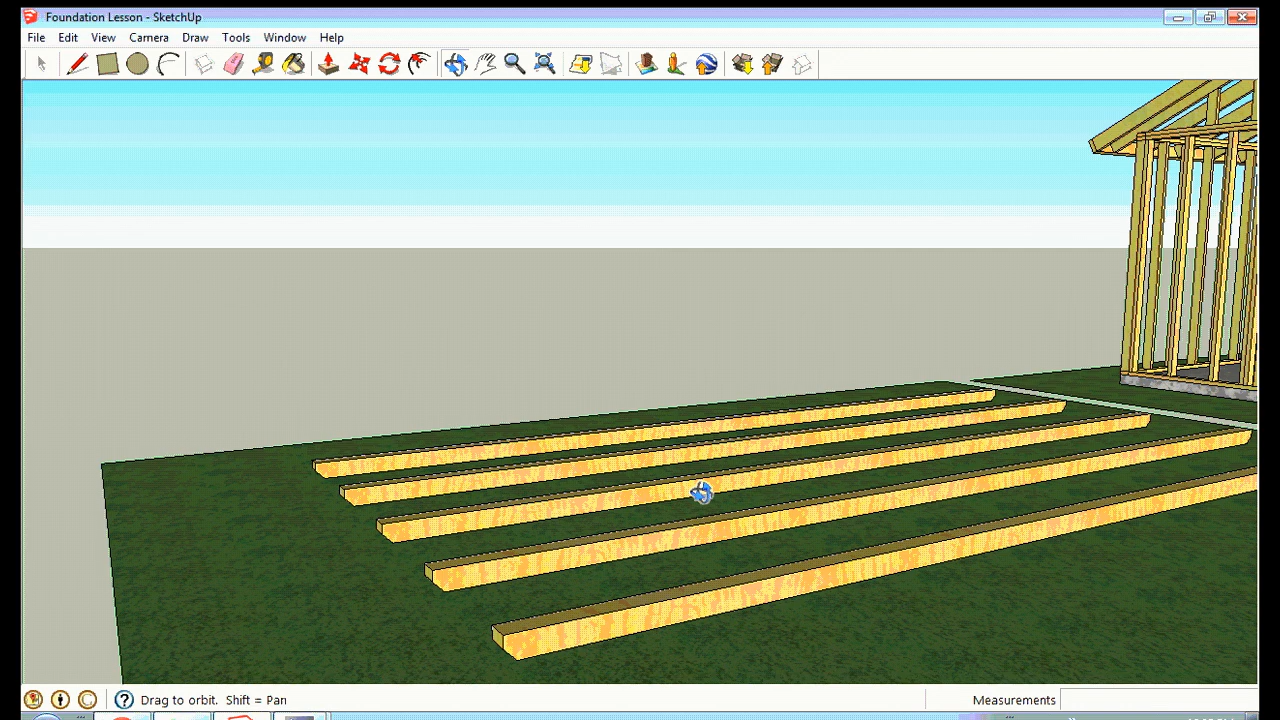 Foundation Lesson - SketchUp
File Edit View Camera Draw Tools Window Help
Drag to orbit. Shift = Pan
Measurements